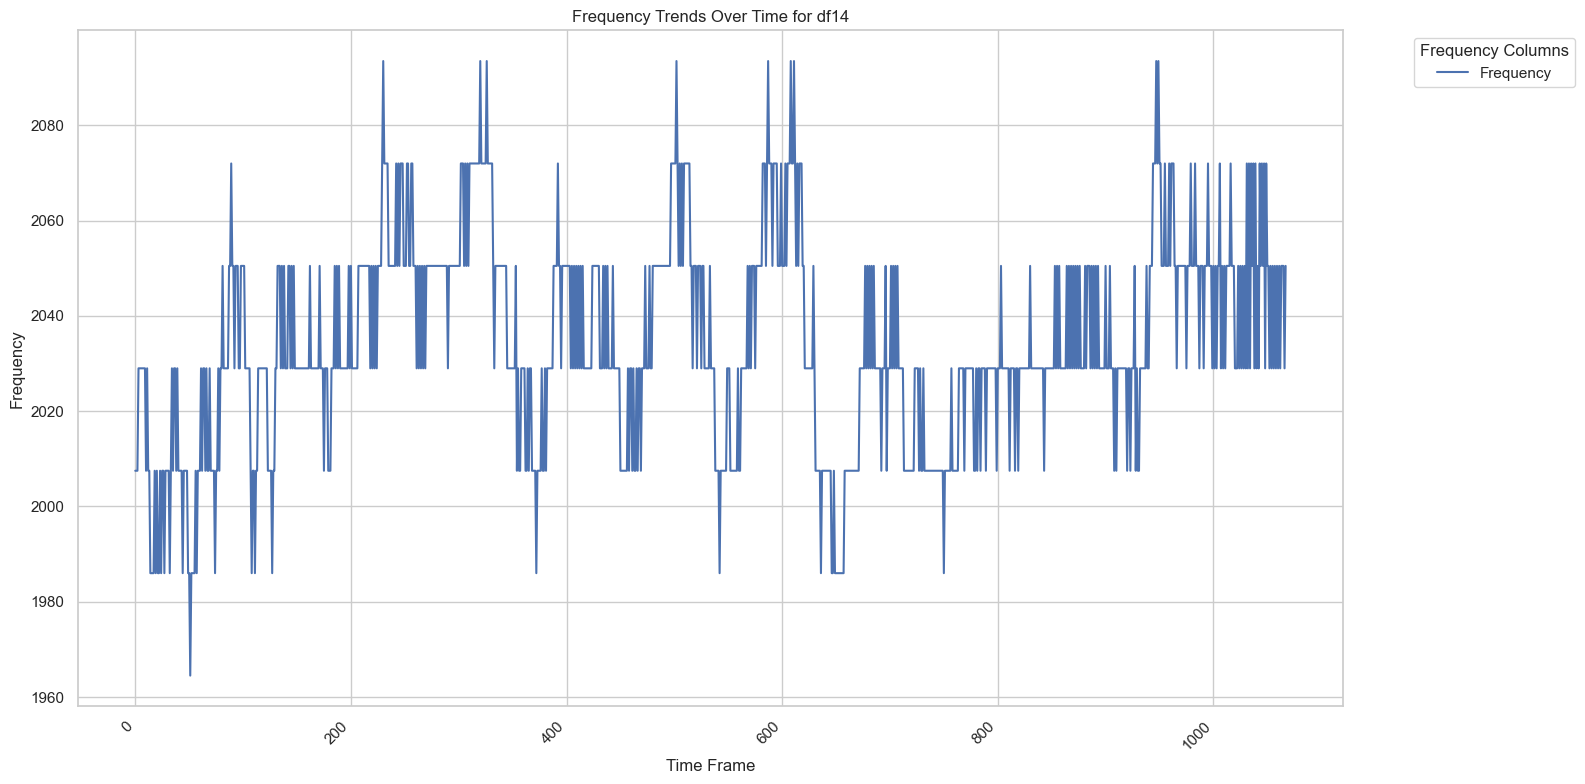 Frequency Trends Over Time for df14
Frequency Columns
Frequency
2080
2060
2040
2020
2000
1980
1960
Frequency
0
200
400
600
800
1000
Time Frame